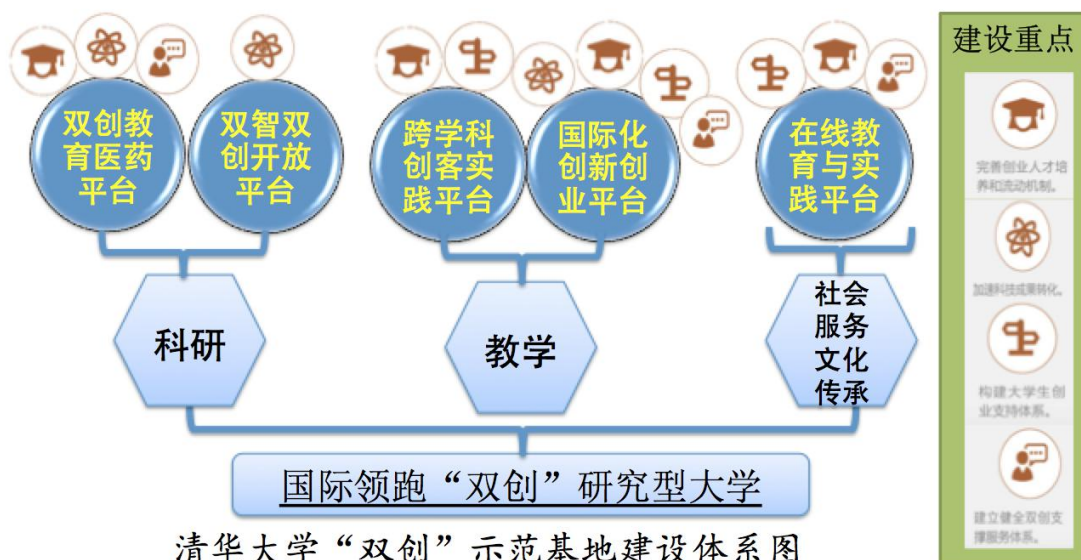 双创教
育医药
平台
双智双
创开放
平台
跨学科
创客实
践平台
国际化
创新创
业平台
在线教
育与实
践平台
科研
教学
社会
服务
文化
传承
国际领跑“双创”研究型大学
清华大学“双创”示范基地建设体系图
建设重点
完善创业人才培
养和流动机制。
加速科技成果转化。
构建大学生创
业支持体系。
建立健全双创支
撑服务体系。